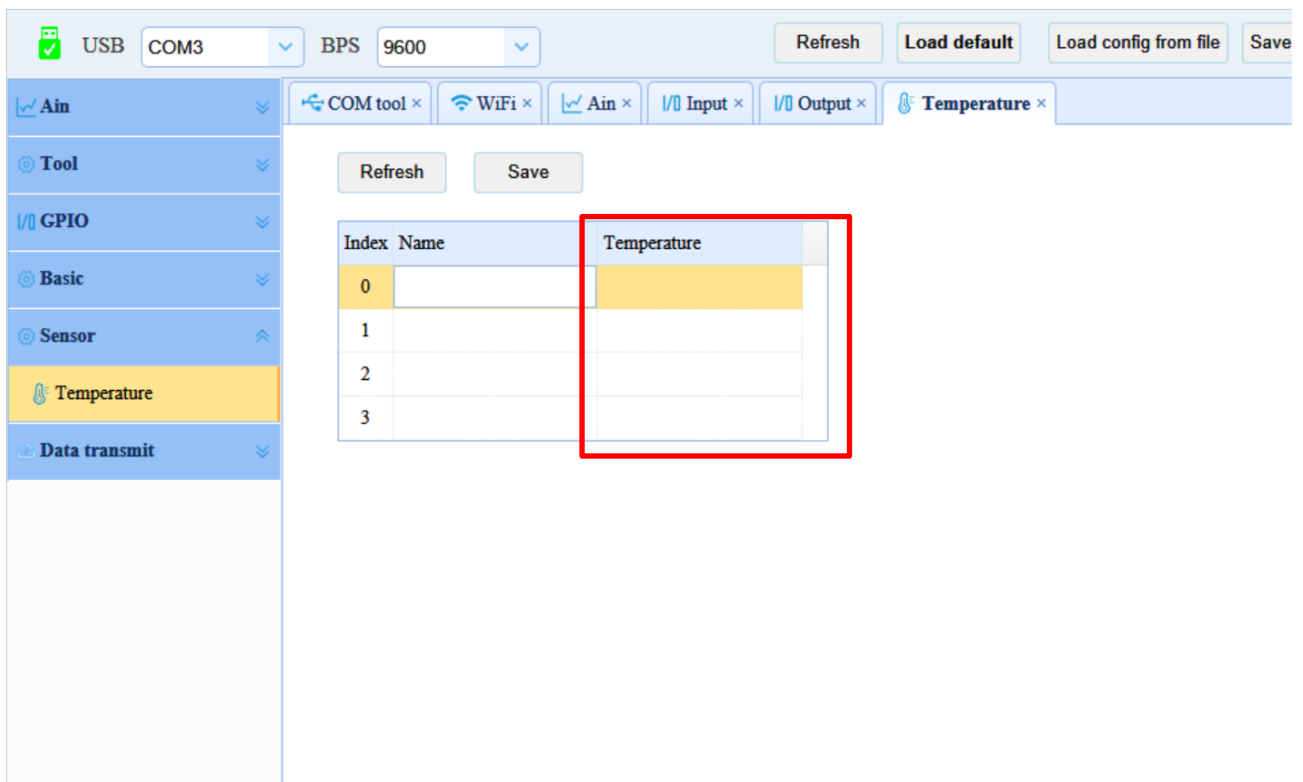 USB COM3 BPS 9600 Refresh Load default Load config from file Save
Ain
Tool
GPIO
Basic
Sensor
Temperature
Data transmit
COM tool × WiFi × Ain × Input × Output × Temperature ×
Refresh Save
Index Name Temperature
0
1
2
3